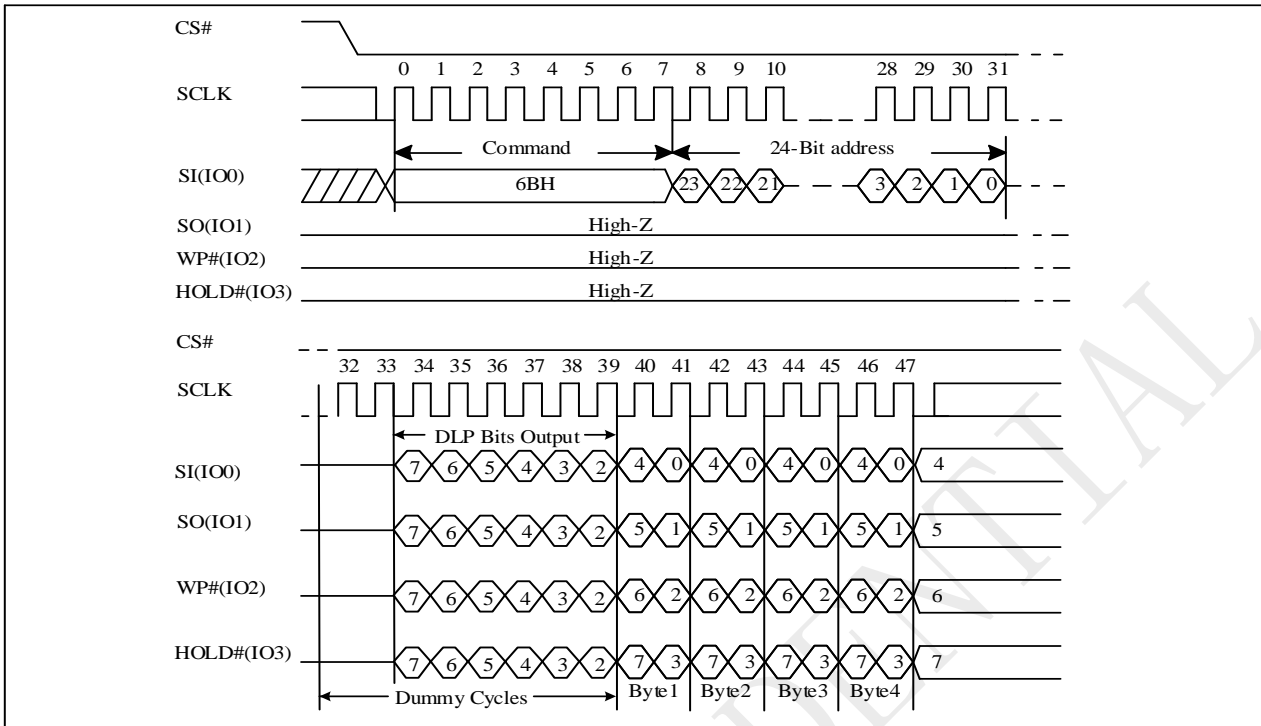 CS#
0 1 2 3 4 5 6 7 8 9 10 28 29 30 31
SCLK
Command 24-Bit address
SI(IO0) 6BH 23 22 21 3 2 1 0
SO(IO1) High-Z
WP#(IO2) High-Z
HOLD#(IO3) High-Z
CS#
32 33 34 35 36 37 38 39 40 41 42 43 44 45 46 47
SCLK
DLP Bits Output
SI(IO0) 7 6 5 4 3 2 4 0 4 0 4 0 4 0 4
SO(IO1) 7 6 5 4 3 2 5 1 5 1 5 1 5 1 5
WP#(IO2) 7 6 5 4 3 2 6 2 6 2 6 2 6 2 6
HOLD#(IO3) 7 6 5 4 3 2 7 3 7 3 7 3 7 3 7
Dummy Cycles Byte1 Byte2 Byte3 Byte4
DENTIAL